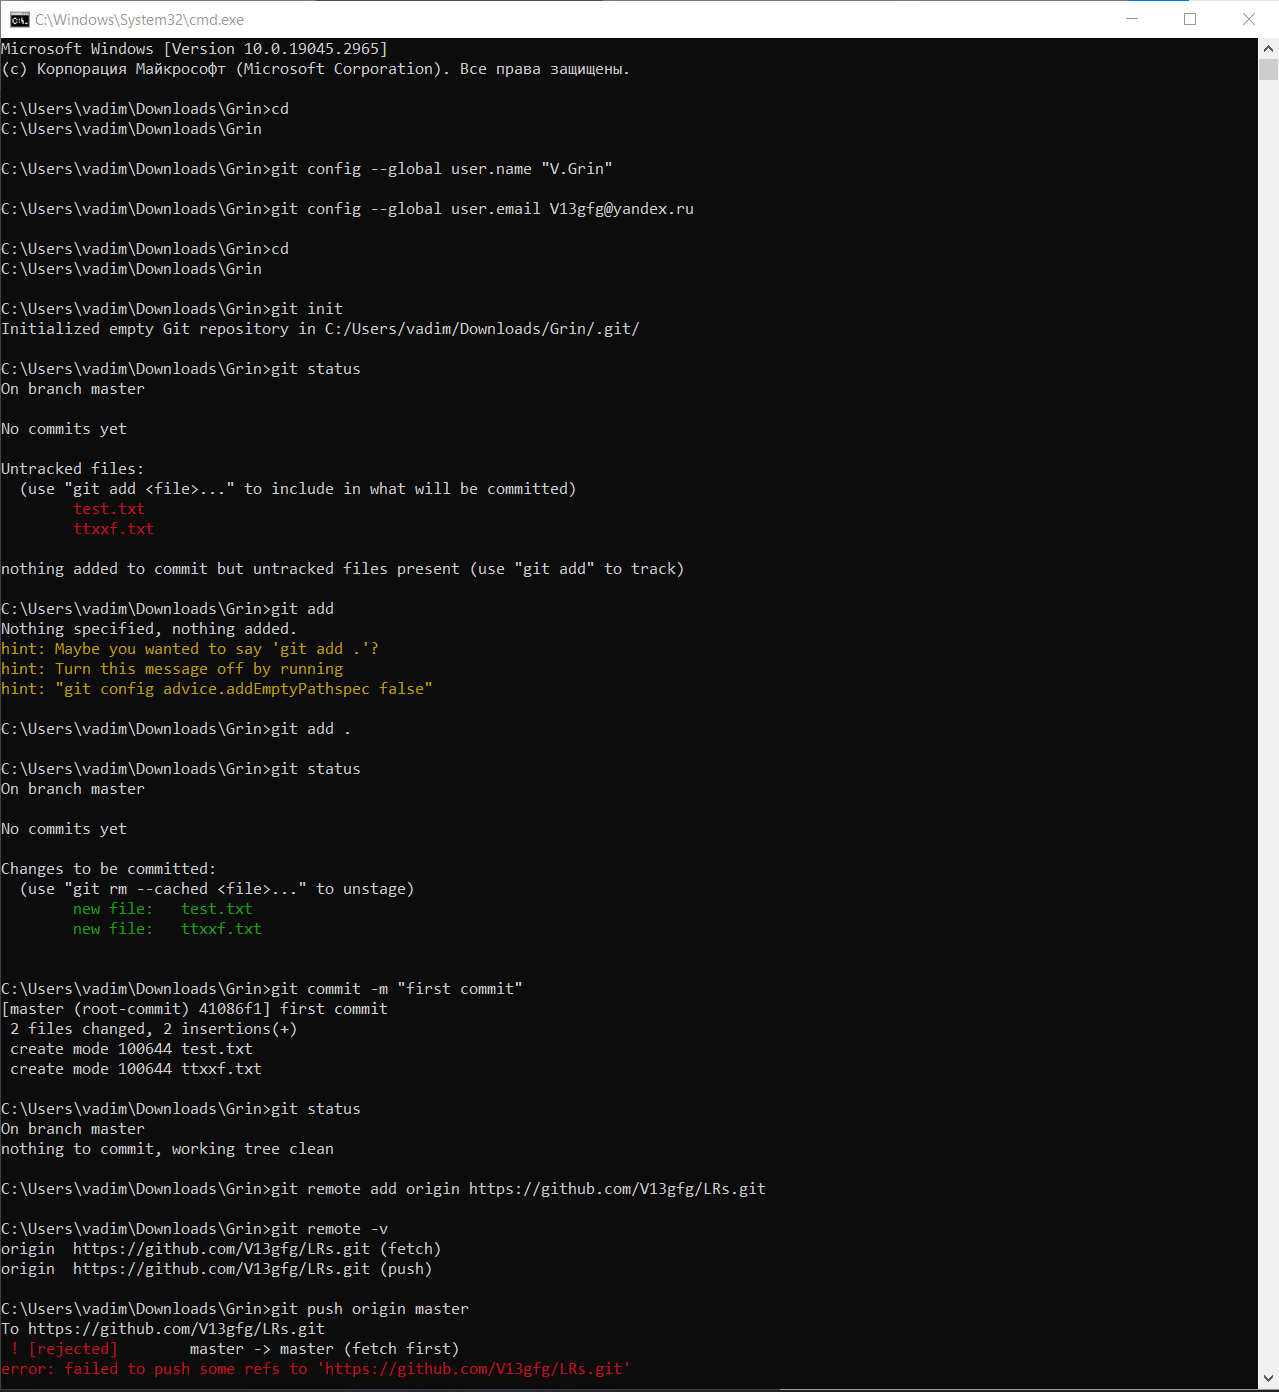 C:\Windows\System32\cmd.exe
Microsoft Windows [Version 10.0.19045.2965]
(c) Корпорация Майкрософт (Microsoft Corporation). Все права защищены.
C:\Users\vadim\Downloads\Grin>cd
C:\Users\vadim\Downloads\Grin
C:\Users\vadim\Downloads\Grin>git config --global user.name "V.Grin"
C:\Users\vadim\Downloads\Grin>git config --global user.email V13gfg@yandex.ru
C:\Users\vadim\Downloads\Grin>cd
C:\Users\vadim\Downloads\Grin
C:\Users\vadim\Downloads\Grin>git init
Initialized empty Git repository in C:/Users/vadim/Downloads/Grin/.git/
C:\Users\vadim\Downloads\Grin>git status
On branch master
No commits yet
Untracked files:
  (use "git add <file>..." to include in what will be committed)
        test.txt
        ttxxf.txt
nothing added to commit but untracked files present (use "git add" to track)
C:\Users\vadim\Downloads\Grin>git add
Nothing specified, nothing added.
hint: Maybe you wanted to say 'git add .'?
hint: Turn this message off by running
hint: "git config advice.addEmptyPathspec false"
C:\Users\vadim\Downloads\Grin>git add .
C:\Users\vadim\Downloads\Grin>git status
On branch master
No commits yet
Changes to be committed:
  (use "git rm --cached <file>..." to unstage)
        new file:   test.txt
        new file:   ttxxf.txt
C:\Users\vadim\Downloads\Grin>git commit -m "first commit"
[master (root-commit) 41086f1] first commit
 2 files changed, 2 insertions(+)
 create mode 100644 test.txt
 create mode 100644 ttxxf.txt
C:\Users\vadim\Downloads\Grin>git status
On branch master
nothing to commit, working tree clean
C:\Users\vadim\Downloads\Grin>git remote add origin https://github.com/V13gfg/LRs.git
C:\Users\vadim\Downloads\Grin>git remote -v
origin  https://github.com/V13gfg/LRs.git (fetch)
origin  https://github.com/V13gfg/LRs.git (push)
C:\Users\vadim\Downloads\Grin>git push origin master
To https://github.com/V13gfg/LRs.git
 ! [rejected]        master -> master (fetch first)
error: failed to push some refs to 'https://github.com/V13gfg/LRs.git'